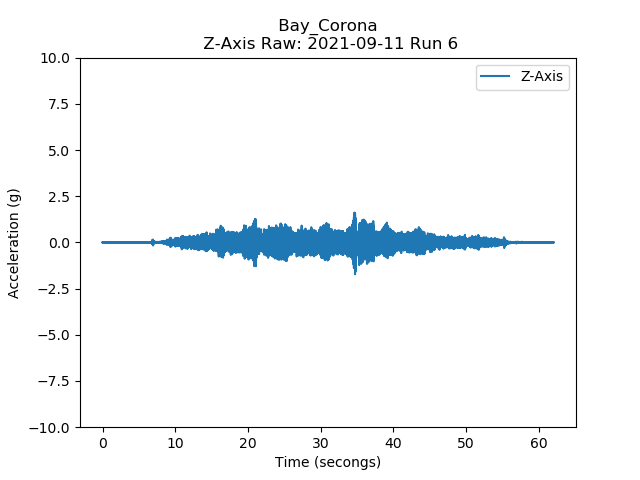 Bay_Corona
Z-Axis Raw: 2021-09-11 Run 6
Z-Axis
10.0
7.5
5.0
2.5
0.0
−2.5
−5.0
−7.5
−10.0
Acceleration (g)
0 10 20 30 40 50 60
Time (secongs)